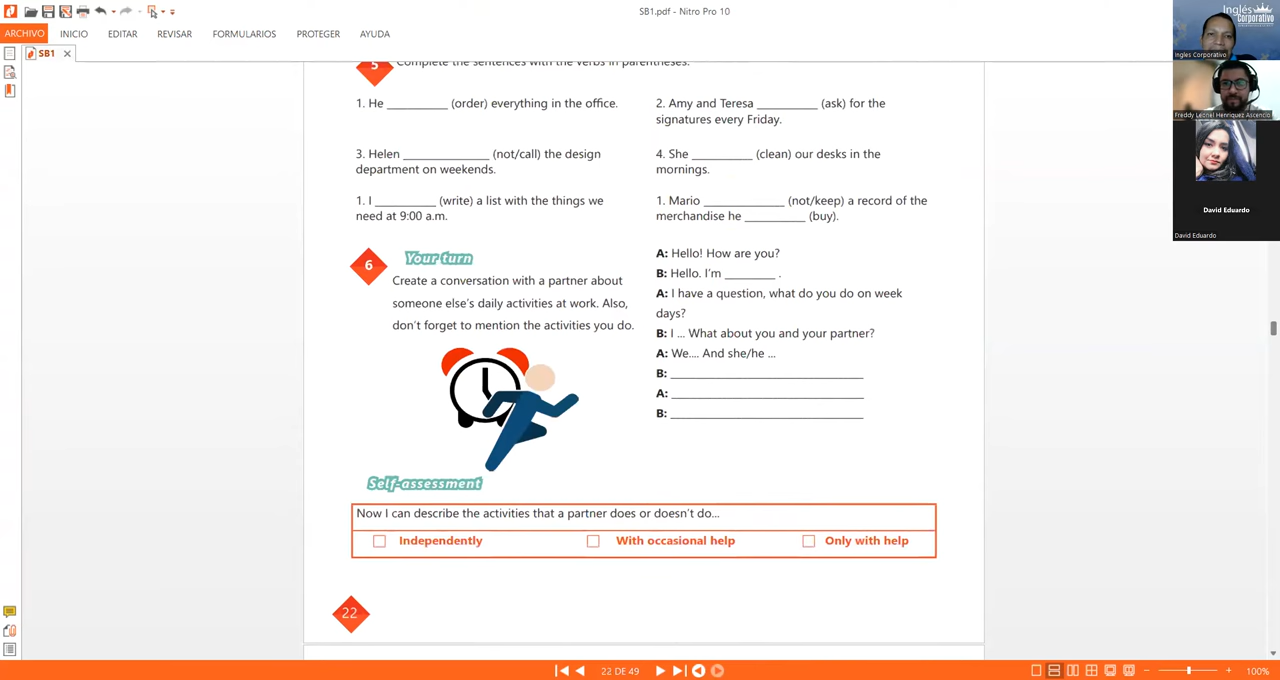 SB1.pdf - Nitro Pro 10
ARCHIVO INICIO EDITAR REVISAR FORMULARIOS PROTEGER AYUDA
SB1
5 Complete the sentences with the verbs in parentheses.
1. He __________ (order) everything in the office.
2. Amy and Teresa __________ (ask) for the
signatures every Friday.
3. Helen ______________ (not/call) the design
department on weekends.
4. She __________ (clean) our desks in the
mornings.
1. I __________ (write) a list with the things we
need at 9:00 a.m.
1. Mario _____________ (not/keep) a record of the
merchandise he __________ (buy).
6 Your turn
Create a conversation with a partner about
someone else's daily activities at work. Also,
don't forget to mention the activities you do.
A: Hello! How are you?
B: Hello. I'm ________ .
A: I have a question, what do you do on week
days?
B: I ... What about you and your partner?
A: We.... And she/he ...
B: _______________________________
A: _______________________________
B: _______________________________
Self-assessment
Now I can describe the activities that a partner does or doesn't do...
Independently With occasional help Only with help
22
22 DE 49
100%
Inglés
Corporativo
Ingles Corporativo
Freddy Leonel Henriquez Ascencio
David Eduardo
David Eduardo